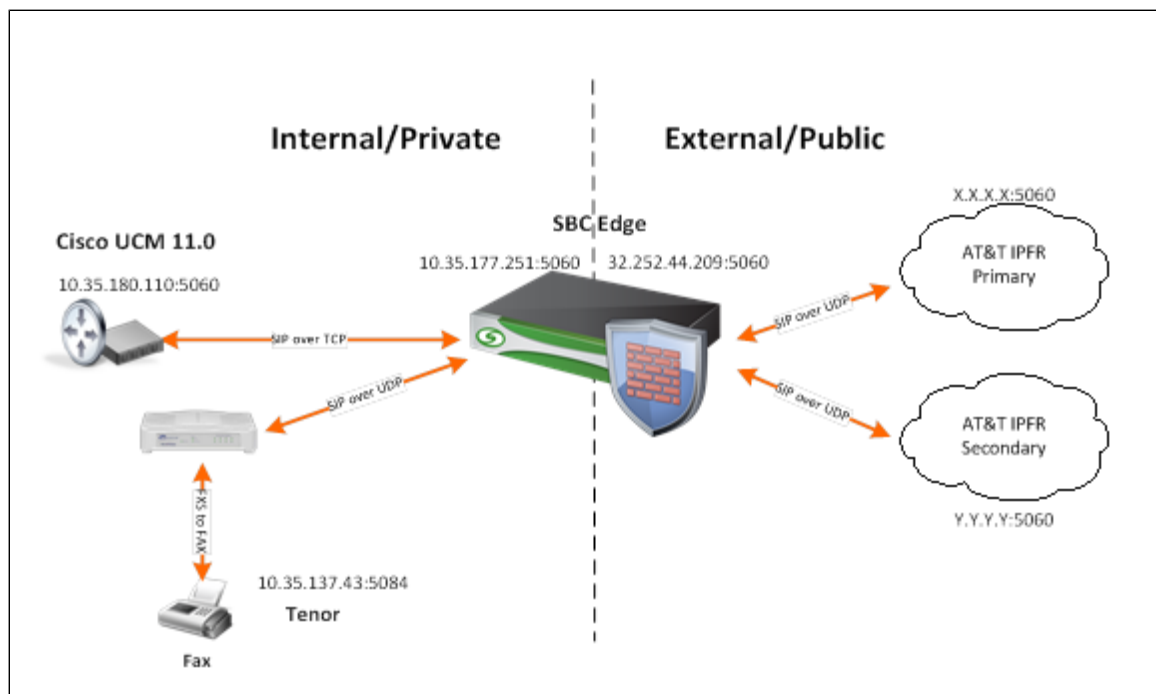 Internal/Private
External/Public
SBC Edge
X.X.X.X:5060
AT&T IPFR
Primary
Cisco UCM 11.0
10.35.180.110:5060
10.35.177.251:5060
32.252.44.209:5060
SIP over TCP
SIP over UDP
SIP over UDP
SIP over UDP
AT&T IPFR
Secondary
Y.Y.Y.Y:5060
FXS to FAX
10.35.137.43:5084
Tenor
Fax